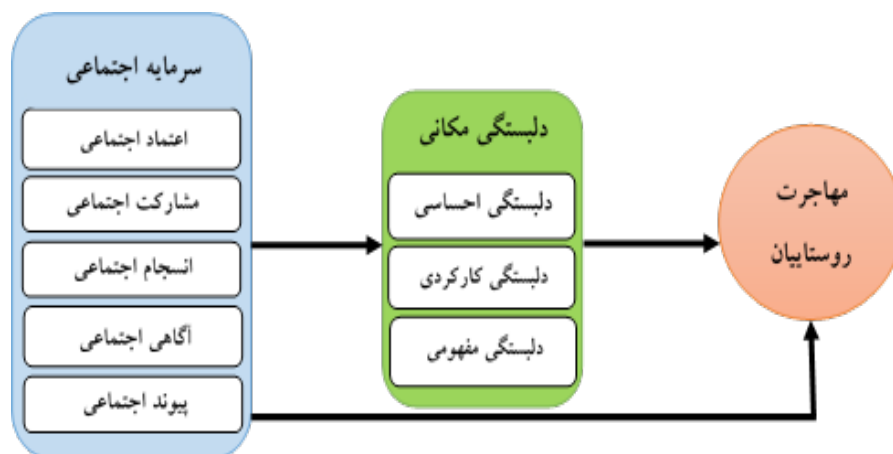 سرمایه اجتماعی
اعتماد اجتماعی
مشارکت اجتماعی
انسجام اجتماعی
آگاهی اجتماعی
پیوند اجتماعی
دلبستگی مکانی
دلبستگی احساسی
دلبستگی کارکردی
دلبستگی مفهومی
مهاجرت
روستاییان